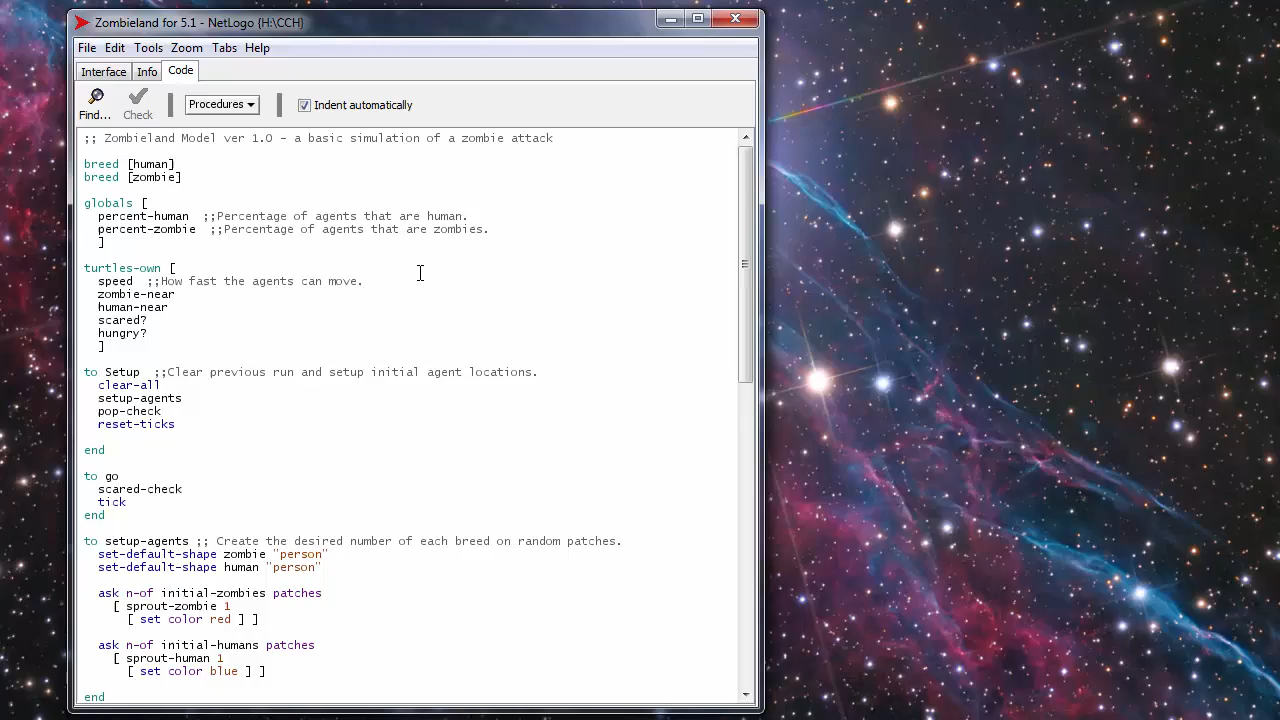 Zombieland for 5.1 - NetLogo {H:\CCH}
File Edit Tools Zoom Tabs Help
Interface Info Code
Find... Check Procedures Indent automatically
;; Zombieland Model ver 1.0 - a basic simulation of a zombie attack
breed [human]
breed [zombie]
globals [
percent-human ;;Percentage of agents that are human.
percent-zombie ;;Percentage of agents that are zombies.
]
turtles-own [
speed ;;How fast the agents can move.
zombie-near
human-near
scared?
hungry?
]
to Setup ;;Clear previous run and setup initial agent locations.
clear-all
setup-agents
pop-check
reset-ticks
end
to go
scared-check
tick
end
to setup-agents ;; Create the desired number of each breed on random patches.
set-default-shape zombie "person"
set-default-shape human "person"
ask n-of initial-zombies patches
[ sprout-zombie 1
[ set color red ] ]
ask n-of initial-humans patches
[ sprout-human 1
[ set color blue ] ]
end